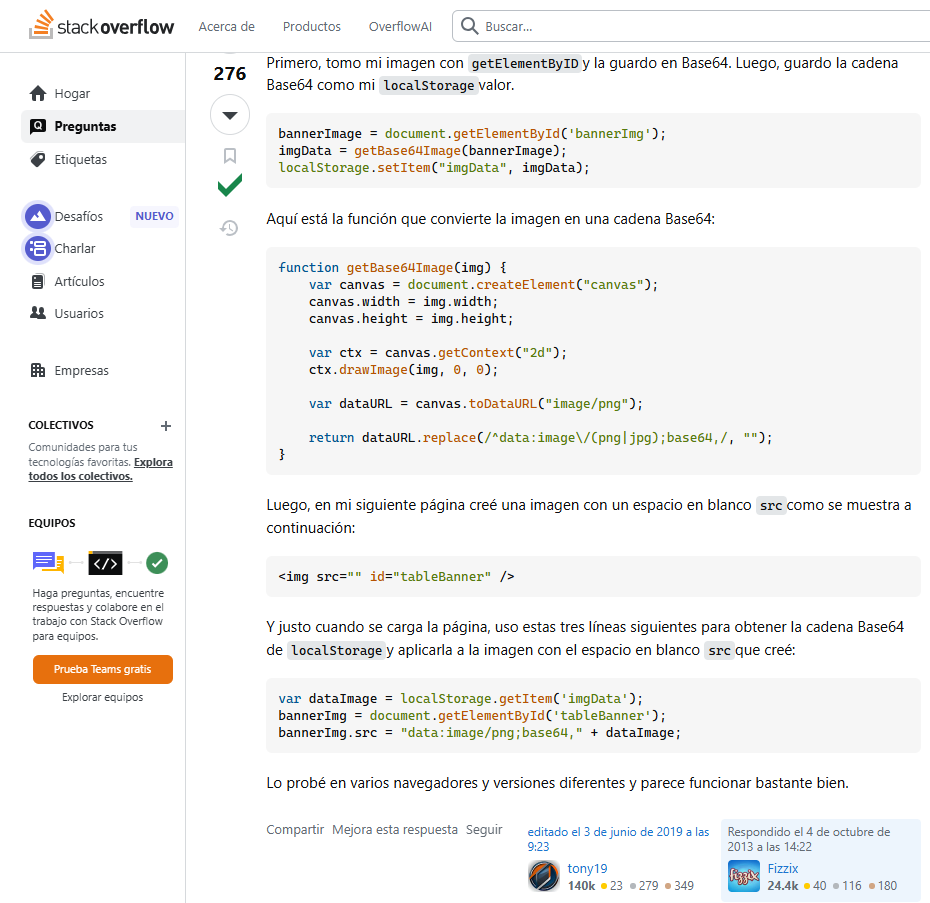 stackoverflow Acerca de Productos OverflowAI Buscar...
Hogar
Preguntas
Etiquetas
Desafíos NUEVO
Charlar
Artículos
Usuarios
Empresas
COLECTIVOS +
Comunidades para tus
tecnologías favoritas. Explora
todos los colectivos.
EQUIPOS
</>
Haga preguntas, encuentre
respuestas y colabore en el
trabajo con Stack Overflow
para equipos.
Prueba Teams gratis
Explorar equipos
276
Primero, tomo mi imagen con getElementByID y la guardo en Base64. Luego, guardo la cadena
Base64 como mi localStorage valor.
bannerImage = document.getElementById('bannerImg');
imgData = getBase64Image(bannerImage);
localStorage.setItem("imgData", imgData);
Aquí está la función que convierte la imagen en una cadena Base64:
function getBase64Image(img) {
    var canvas = document.createElement("canvas");
    canvas.width = img.width;
    canvas.height = img.height;
    var ctx = canvas.getContext("2d");
    ctx.drawImage(img, 0, 0);
    var dataURL = canvas.toDataURL("image/png");
    return dataURL.replace(/^data:image\/(png|jpg);base64,/, "");
}
Luego, en mi siguiente página creé una imagen con un espacio en blanco src como se muestra a
continuación:
<img src="" id="tableBanner" />
Y justo cuando se carga la página, uso estas tres líneas siguientes para obtener la cadena Base64
de localStorage y aplicarla a la imagen con el espacio en blanco src que creé:
var dataImage = localStorage.getItem('imgData');
bannerImg = document.getElementById('tableBanner');
bannerImg.src = "data:image/png;base64," + dataImage;
Lo probé en varios navegadores y versiones diferentes y parece funcionar bastante bien.
Compartir Mejora esta respuesta Seguir
editado el 3 de junio de 2019 a las
9:23
tony19
140k 23 279 349
Respondido el 4 de octubre de
2013 a las 14:22
fizzix
Fizzix
24.4k 40 116 180